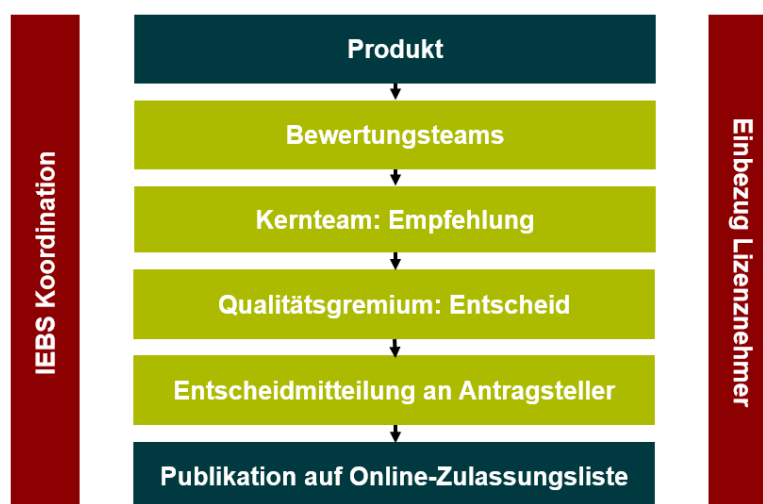 IEBS Koordination
Produkt
Bewertungsteams
Kernteam: Empfehlung
Qualitätsgremium: Entscheid
Entscheidmitteilung an Antragsteller
Publikation auf Online-Zulassungsliste
Einbezug Lizenznehmer